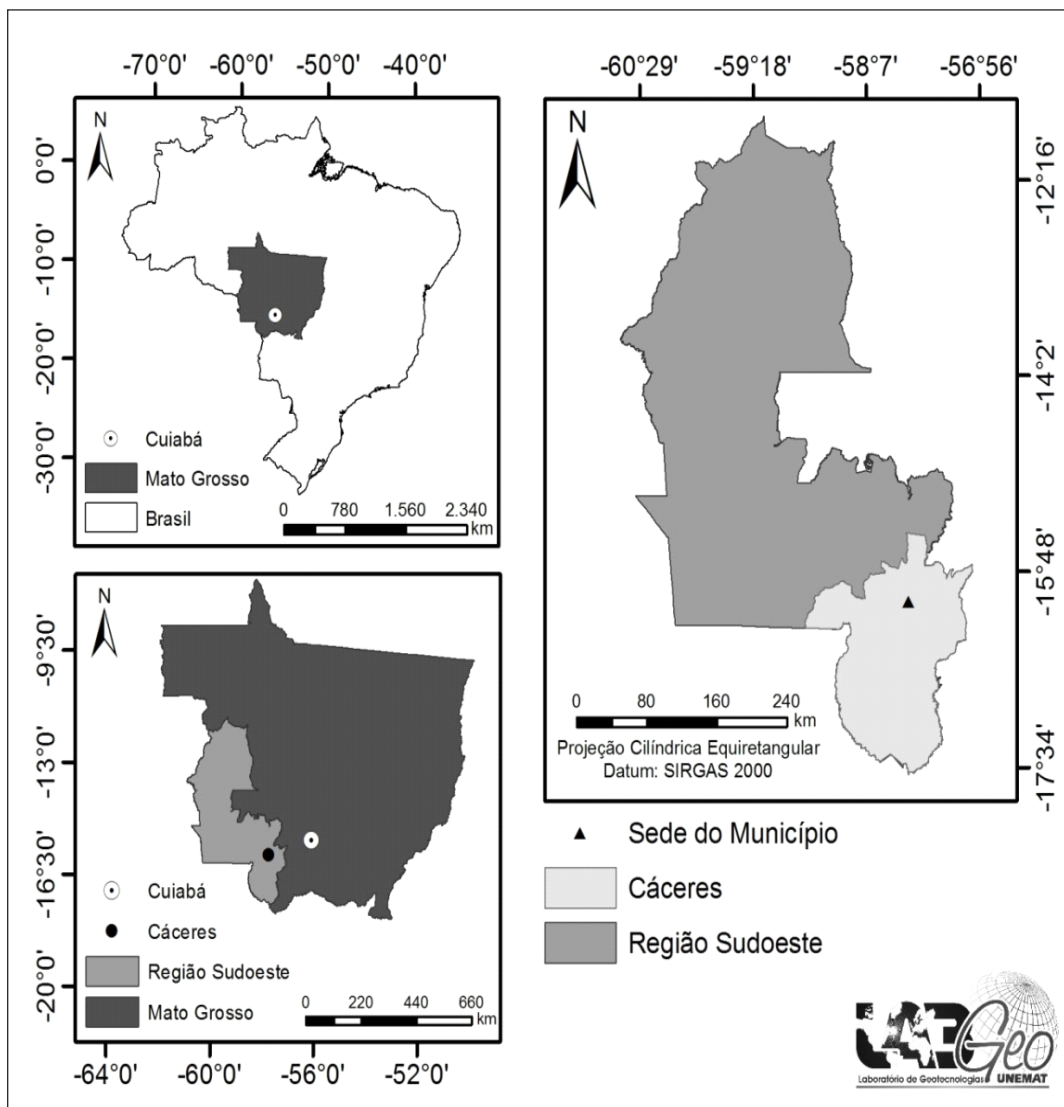 -70°0' -60°0' -50°0' -40°0'
N
0°0'
-10°0'
-20°0'
-30°0'
Cuiabá
Mato Grosso
Brasil
0 780 1.560 2.340
km
N
-9°30'
-13°0'
-16°30'
-20°0'
Cuiabá
Cáceres
Região Sudoeste
Mato Grosso
0 220 440 660
km
-64°0' -60°0' -56°0' -52°0'
-60°29' -59°18' -58°7' -56°56'
N
-12°16'
-14°2'
-15°48'
-17°34'
0 80 160 240
km
Projeção Cilíndrica Equiretangular
Datum: SIRGAS 2000
Sede do Município
Cáceres
Região Sudoeste
LABGeo
Laboratório de Geotecnologias
UNEMAT